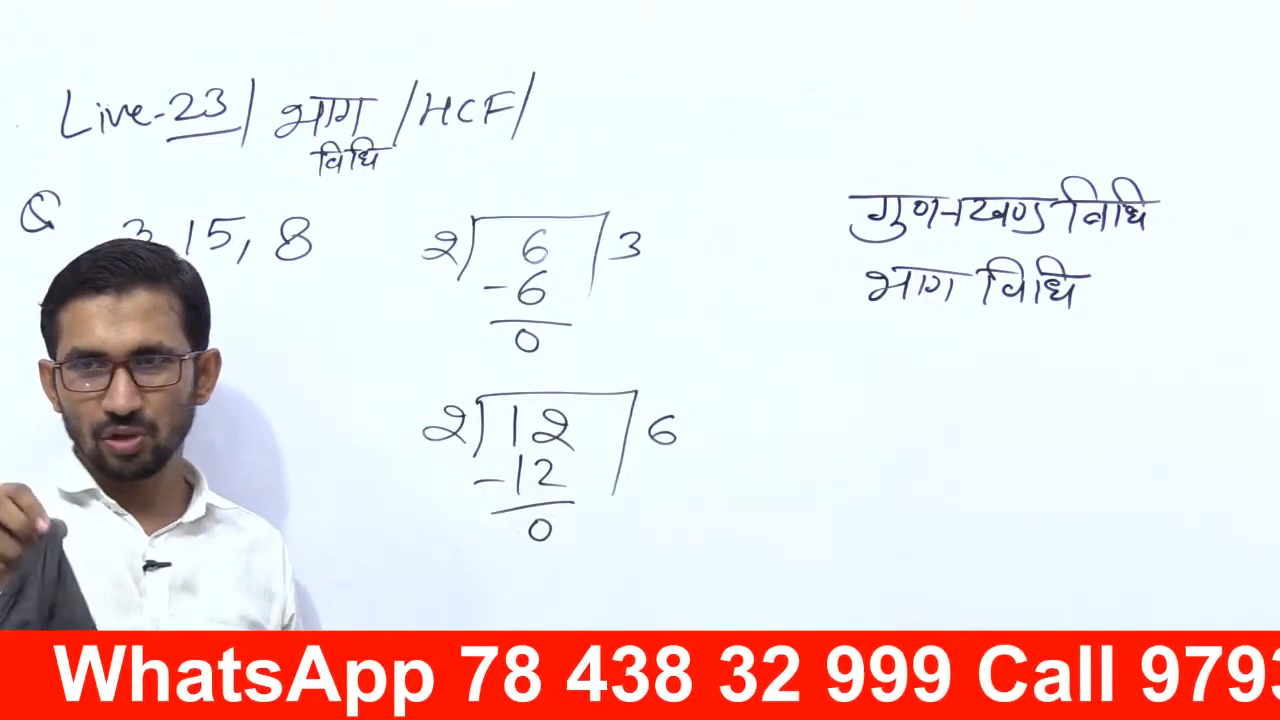 Live-23 / भाग / HCF /
विधि
Q 3, 15, 8
2) 6 / 3
-6
0
2) 12 / 6
-12
0
गुणनखण्ड विधि
भाग विधि
WhatsApp 78 438 32 999 Call 9793